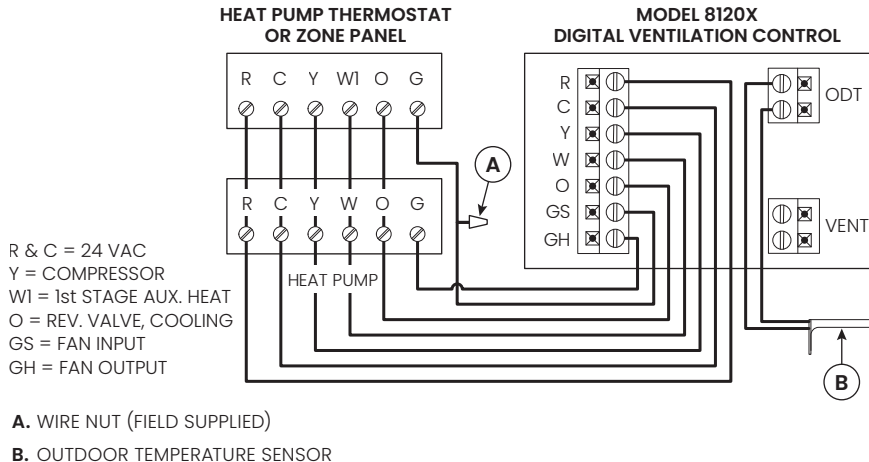 HEAT PUMP THERMOSTAT
OR ZONE PANEL
MODEL 8120X
DIGITAL VENTILATION CONTROL
R C Y W1 O G
R
C
Y
W
O
GS
GH
ODT
VENT
A
R C Y W O G
HEAT PUMP
R & C = 24 VAC
Y = COMPRESSOR
W1 = 1st STAGE AUX. HEAT
O = REV. VALVE, COOLING
GS = FAN INPUT
GH = FAN OUTPUT
B
A. WIRE NUT (FIELD SUPPLIED)
B. OUTDOOR TEMPERATURE SENSOR